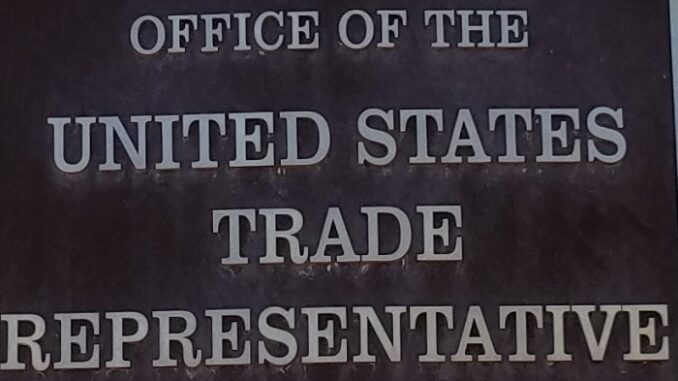 OFFICE OF THE
UNITED STATES
TRADE
REPRESENTATIVE